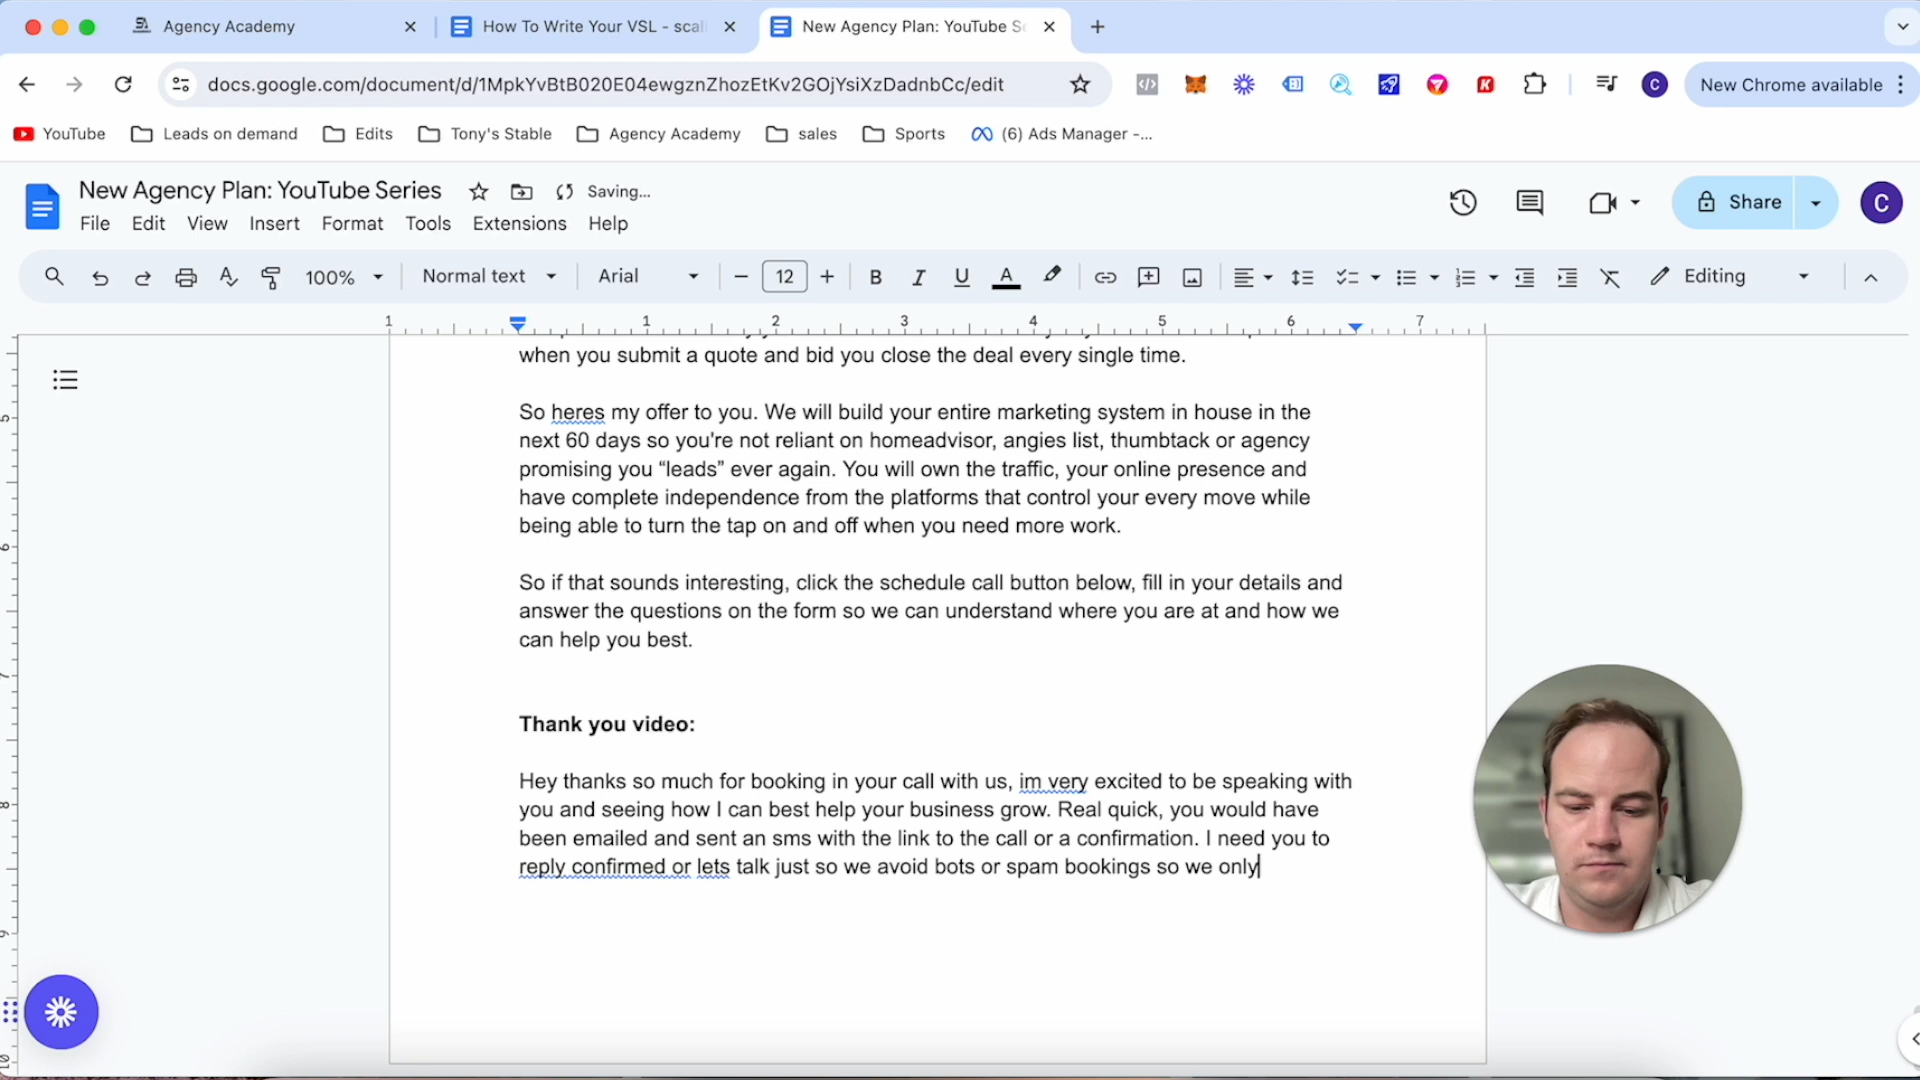 Agency Academy
How To Write Your VSL - scal
New Agency Plan: YouTube Se
docs.google.com/document/d/1MpkYvBtB020E04ewgznZhozEtKv2GOjYsiXzDadnbCc/edit
New Chrome available
YouTube
Leads on demand
Edits
Tony's Stable
Agency Academy
sales
Sports
(6) Ads Manager -...
New Agency Plan: YouTube Series
Saving...
File Edit View Insert Format Tools Extensions Help
Share
C
100%
Normal text
Arial
12
B I U A
Editing
1 1 2 3 4 5 6 7
when you submit a quote and bid you close the deal every single time.
So heres my offer to you. We will build your entire marketing system in house in the
next 60 days so you're not reliant on homeadvisor, angies list, thumbtack or agency
promising you “leads” ever again. You will own the traffic, your online presence and
have complete independence from the platforms that control your every move while
being able to turn the tap on and off when you need more work.
So if that sounds interesting, click the schedule call button below, fill in your details and
answer the questions on the form so we can understand where you are at and how we
can help you best.
Thank you video:
Hey thanks so much for booking in your call with us, im very excited to be speaking with
you and seeing how I can best help your business grow. Real quick, you would have
been emailed and sent an sms with the link to the call or a confirmation. I need you to
reply confirmed or lets talk just so we avoid bots or spam bookings so we only